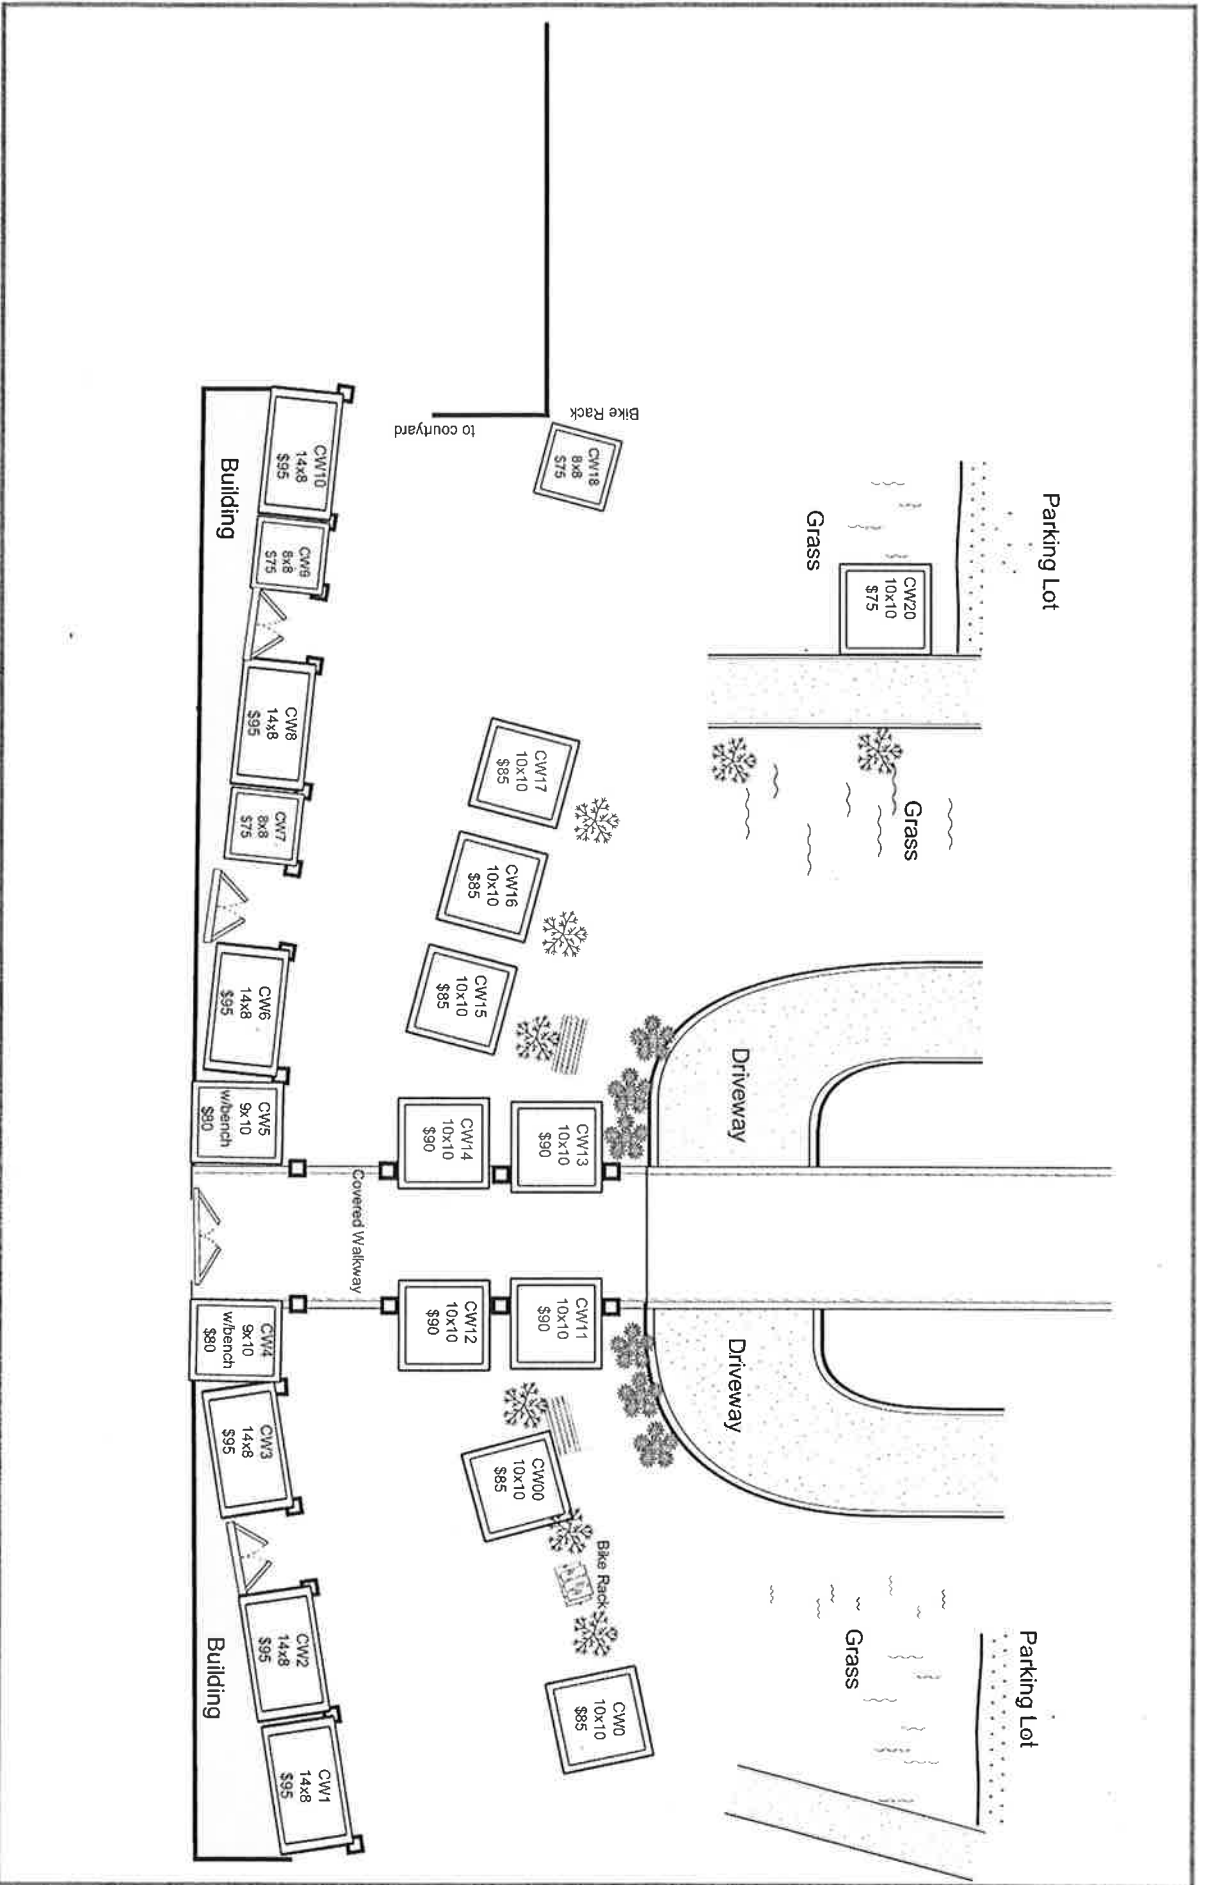 Parking Lot
Grass
CW20
10x10
$75
Grass
Bike Rack
to courtyard
CW18
8x8
$75
CW10
14x8
$95
CW9
8x8
$75
Building
CW8
14x8
$95
CW7
8x8
$75
CW17
10x10
$85
CW16
10x10
$85
CW15
10x10
$85
CW6
14x8
$95
CW5
9x10
w/bench
$80
Driveway
CW13
10x10
$90
CW14
10x10
$90
Covered Walkway
CW11
10x10
$90
CW12
10x10
$90
Driveway
CW4
9x10
w/bench
$80
CW3
14x8
$95
CW00
10x10
$85
Bike Rack
CW2
14x8
$95
CW1
14x8
$95
Building
CW0
10x10
$85
Grass
Parking Lot